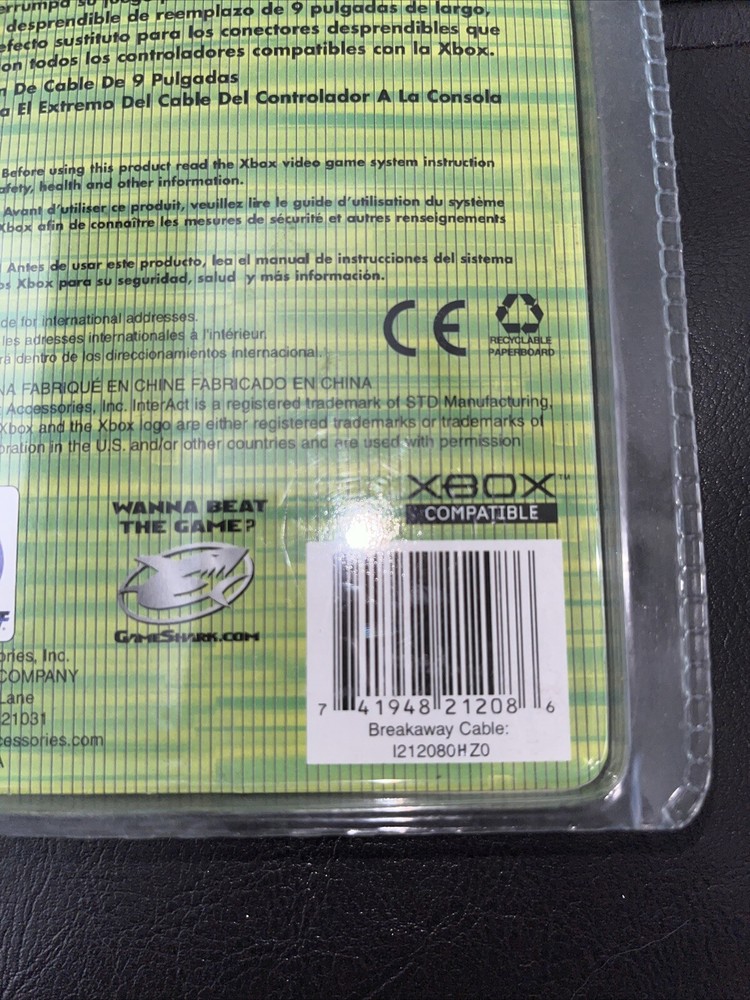 desprendible de reemplazo de 9 pulgadas de largo,
efecto sustituto para los conectores desprendibles que
on todos los controladores compatibles con la Xbox.
n De Cable De 9 Pulgadas
a El Extremo Del Cable Del Controlador A La Consola
Before using this product read the Xbox video game system instruction
afety, health and other information.
Avant d'utiliser ce produit, veuillez lire le guide d'utilisation du système
Xbox afin de connaître les mesures de sécurité et autres renseignements
Antes de usar este producto, lea el manual de instrucciones del sistema
os Xbox para su seguridad, salud y más información.
de for international addresses.
les adresses internationales à l'intérieur.
rá dentro de los direccionamientos internacional.
CE
RECYCLABLE
PAPERBOARD
NA FABRIQUÉ EN CHINE FABRICADO EN CHINA
Accessories, Inc. InterAct is a registered trademark of STD Manufacturing,
Xbox and the Xbox logo are either registered trademarks or trademarks of
oration in the U.S. and/or other countries and are used with permission
XBOX™
COMPATIBLE
WANNA BEAT
THE GAME?
GAMESHARK.COM
ories, Inc.
COMPANY
Lane
21031
cessories.com
7 41948 21208 6
Breakaway Cable:
I212080HZ0